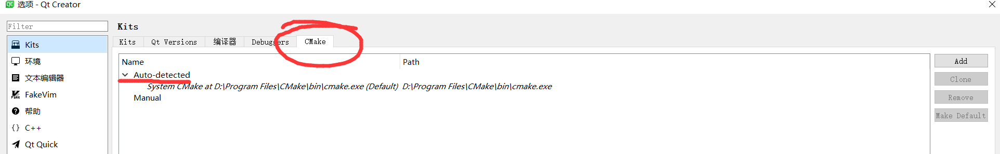 QC 选项 - Qt Creator
Filter
Kits
Kits
Qt Versions
编译器
Debuggers
CMake
Kits
环境
文本编辑器
FakeVim
帮助
C++
Qt Quick
Name Path
Auto-detected
System CMake at D:\Program Files\CMake\bin\cmake.exe (Default) D:\Program Files\CMake\bin\cmake.exe
Manual
Add
Clone
Remove
Make Default